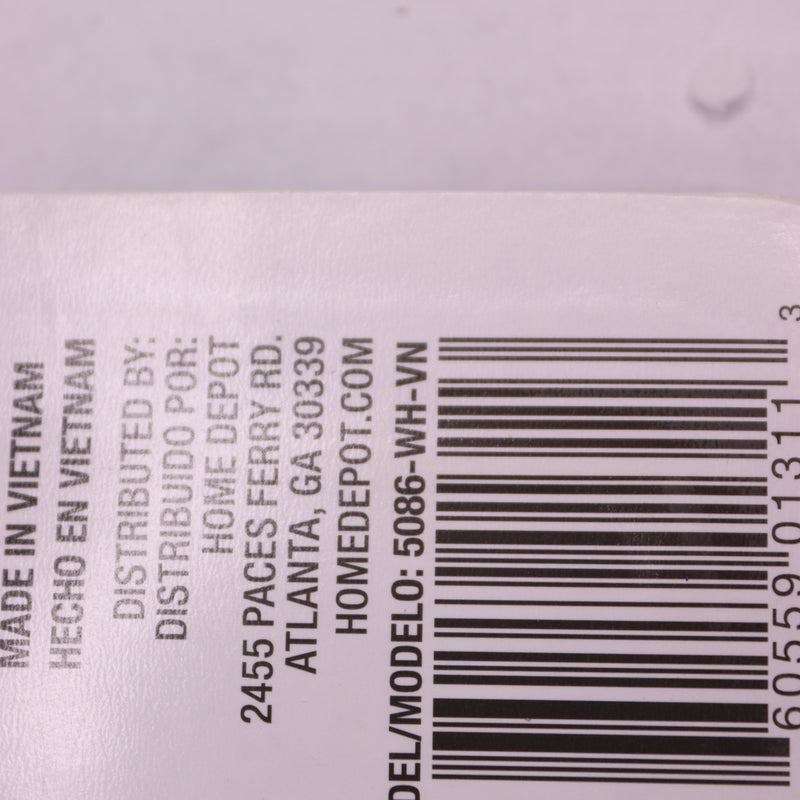 MADE IN VIETNAM
HECHO EN VIETNAM
DISTRIBUTED BY:
DISTRIBUIDO POR:
HOME DEPOT
2455 PACES FERRY RD.
ATLANTA, GA 30339
HOMEDEPOT.COM
DEL/MODELO: 5086-WH-VN
60559 01311 3